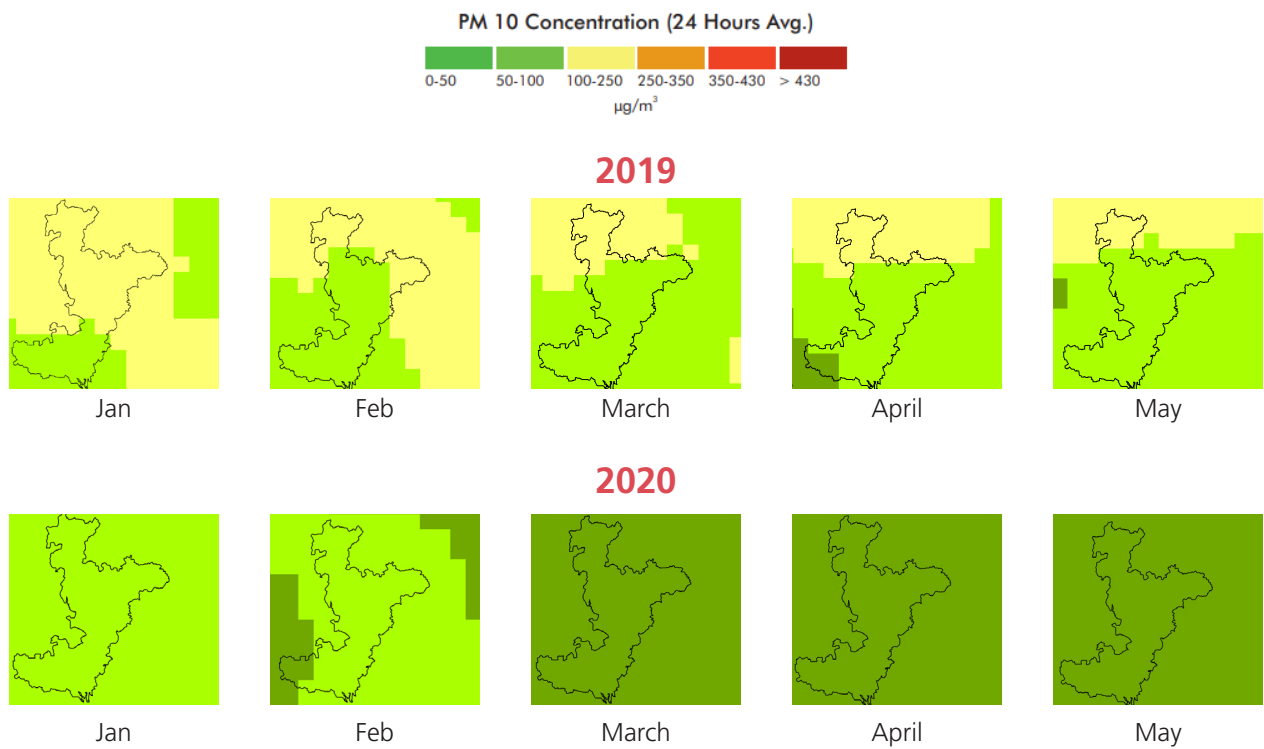 PM 10 Concentration (24 Hours Avg.)
0-50 50-100 100-250 250-350 350-430 > 430
µg/m³
2019
Jan Feb March April May
2020
Jan Feb March April May